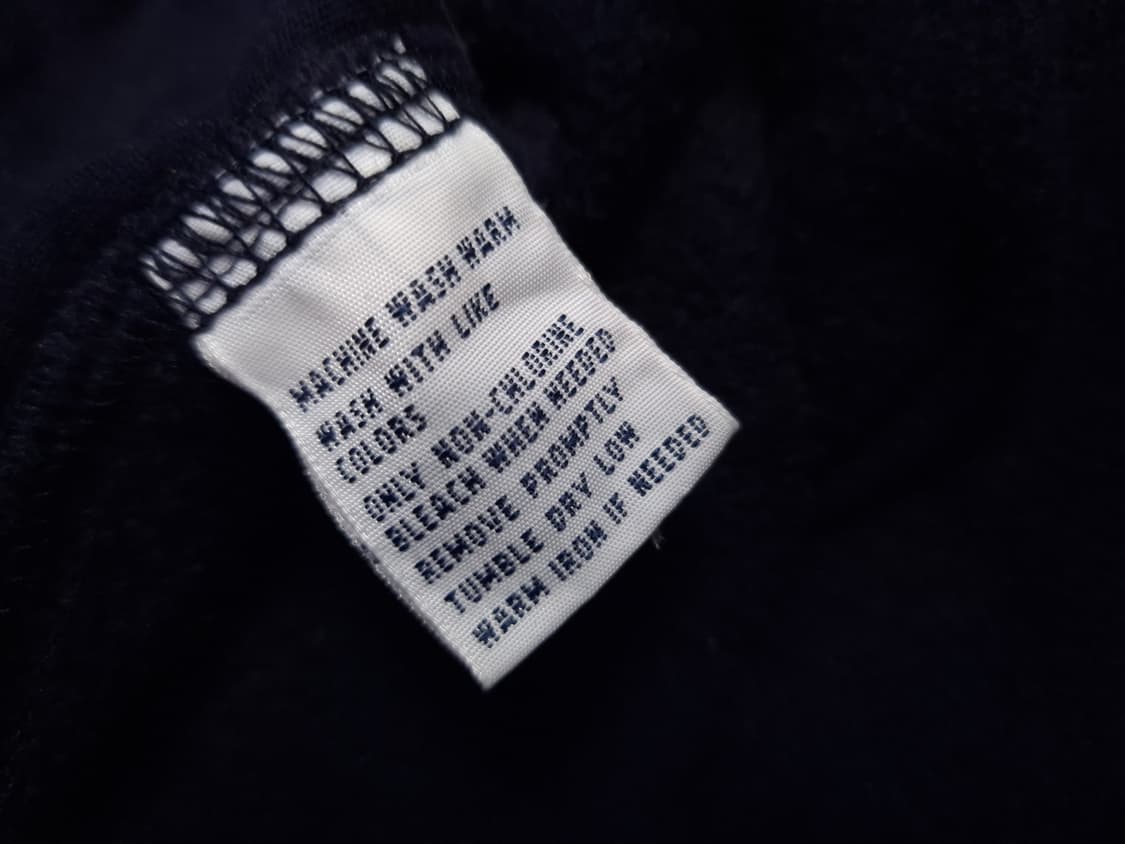 MACHINE WASH WARM
WASH WITH LIKE
COLORS
ONLY NON-CHLORINE
BLEACH WHEN NEEDED
REMOVE PROMPTLY
TUMBLE DRY LOW
WARM IRON IF NEEDED